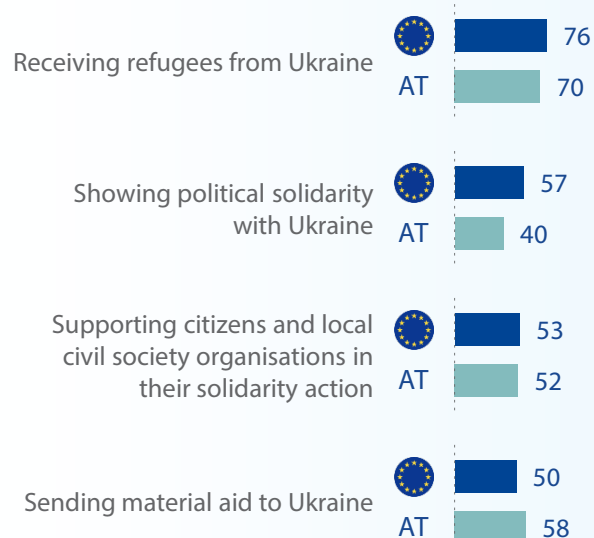 Receiving refugees from Ukraine
76
AT 70
Showing political solidarity
with Ukraine
57
AT 40
Supporting citizens and local
civil society organisations in
their solidarity action
53
AT 52
Sending material aid to Ukraine
50
AT 58